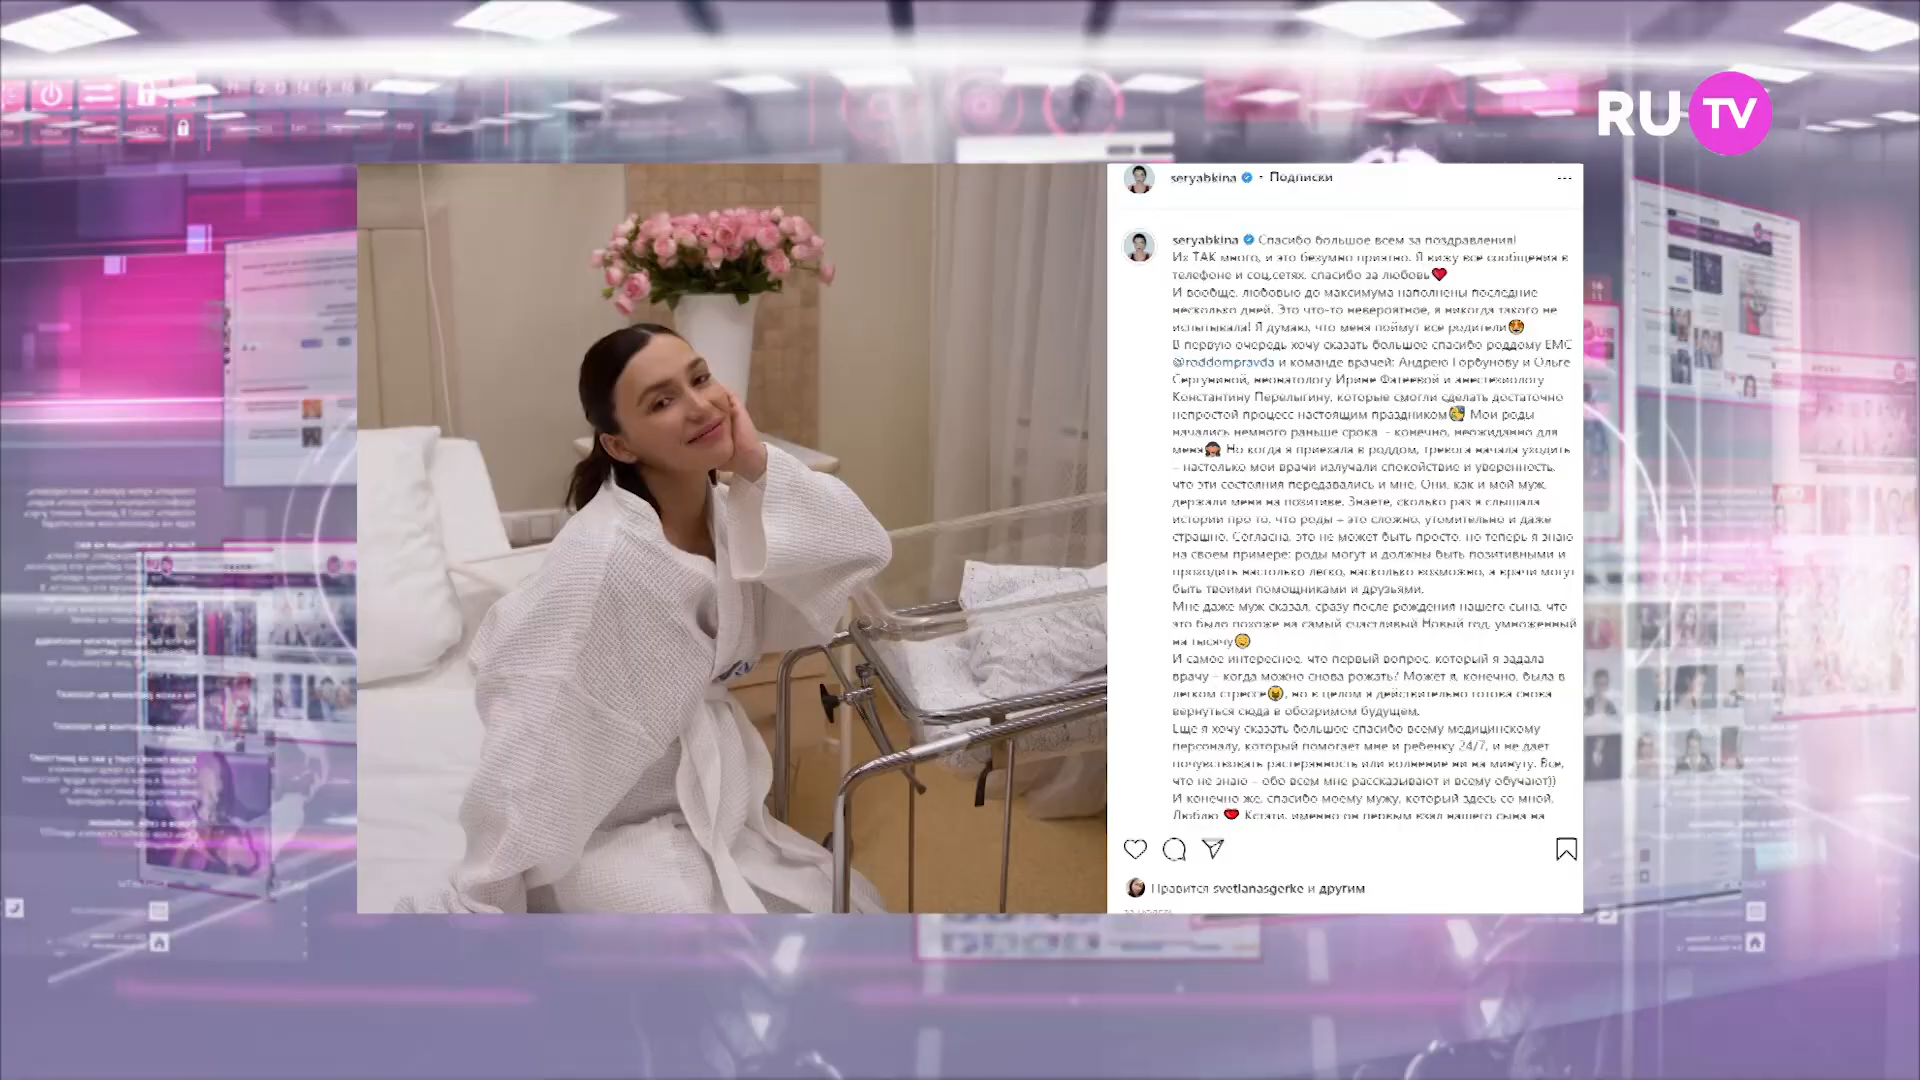 RU TV
seryabkina • Подписки
seryabkina Спасибо большое всем за поздравления!
Их ТАК много, и это безумно приятно. Я вижу все сообщения в
телефоне и соц.сетях, спасибо за любовь❤️
И вообще, любовью до максимума наполнены последние
несколько дней. Это что-то невероятное, я никогда такого не
испытывала! Я думаю, что меня поймут все родители😍
В первую очередь хочу сказать большое спасибо роддому ЕМС
@roddompravda и команде врачей: Андрею Горбунову и Ольге
Сергуниной, неонатологу Ирине Фатеевой и анестезиологу
Константину Перелыгину, которые смогли сделать достаточно
непростой процесс настоящим праздником🥳 Мои роды
начались немного раньше срока - конечно, неожиданно для
меня🙈 Но когда я приехала в роддом, тревога начала уходить
– настолько мои врачи излучали спокойствие и уверенность,
что эти состояния передавались и мне. Они, как и мой муж,
держали меня на позитиве. Знаете, сколько раз я слышала
истории про то, что роды – это сложно, утомительно и даже
страшно. Согласна, это не может быть просто, но теперь я знаю
на своем примере: роды могут и должны быть позитивными и
проходить настолько легко, насколько возможно, а врачи могут
быть твоими помощниками и друзьями.
Мне даже муж сказал, сразу после рождения нашего сына, что
это было похоже на самый счастливый Новый год, умноженный
на тысячу😊
И самое интересное, что первый вопрос, который я задала
врачу – когда можно снова рожать? Может я, конечно, была в
легком стрессе😝, но в целом я действительно готова снова
вернуться сюда в обозримом будущем.
Еще я хочу сказать большое спасибо всему медицинскому
персоналу, который помогает мне и ребенку 24/7, и не дает
почувствовать растерянность или волнение ни на минуту. Все,
что не знаю – обо всем мне рассказывают и всему обучают))
И конечно же, спасибо моему мужу, который здесь со мной.
Люблю ❤️ Кстати, именно он первым взял нашего сына на
Нравится svetlanasgerke и другим